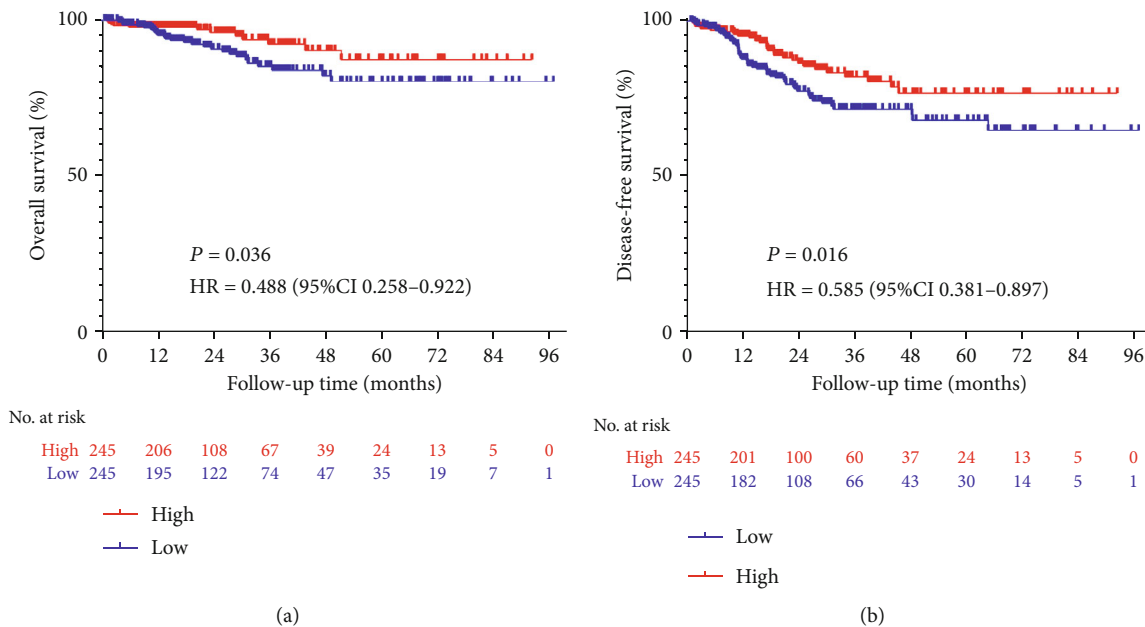 100
50
0
Overall survival (%)
P = 0.036
HR = 0.488 (95%CI 0.258–0.922)
0 12 24 36 48 60 72 84 96
Follow-up time (months)
No. at risk
High 245 206 108 67 39 24 13 5 0
Low 245 195 122 74 47 35 19 7 1
High
Low
(a)
100
50
0
Disease-free survival (%)
P = 0.016
HR = 0.585 (95%CI 0.381–0.897)
0 12 24 36 48 60 72 84 96
Follow-up time (months)
No. at risk
High 245 201 100 60 37 24 13 5 0
Low 245 182 108 66 43 30 14 5 1
Low
High
(b)